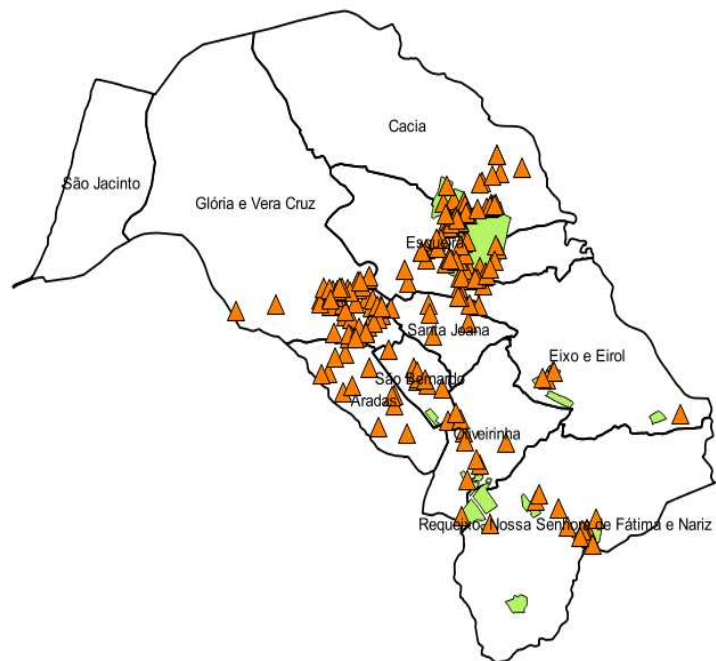 Cacia
São Jacinto
Glória e Vera Cruz
Esgueira
Santa Joana
Eixo e Eirol
São Bernardo
Aradas
Oliveirinha
Requeixo, Nossa Senhora de Fátima e Nariz